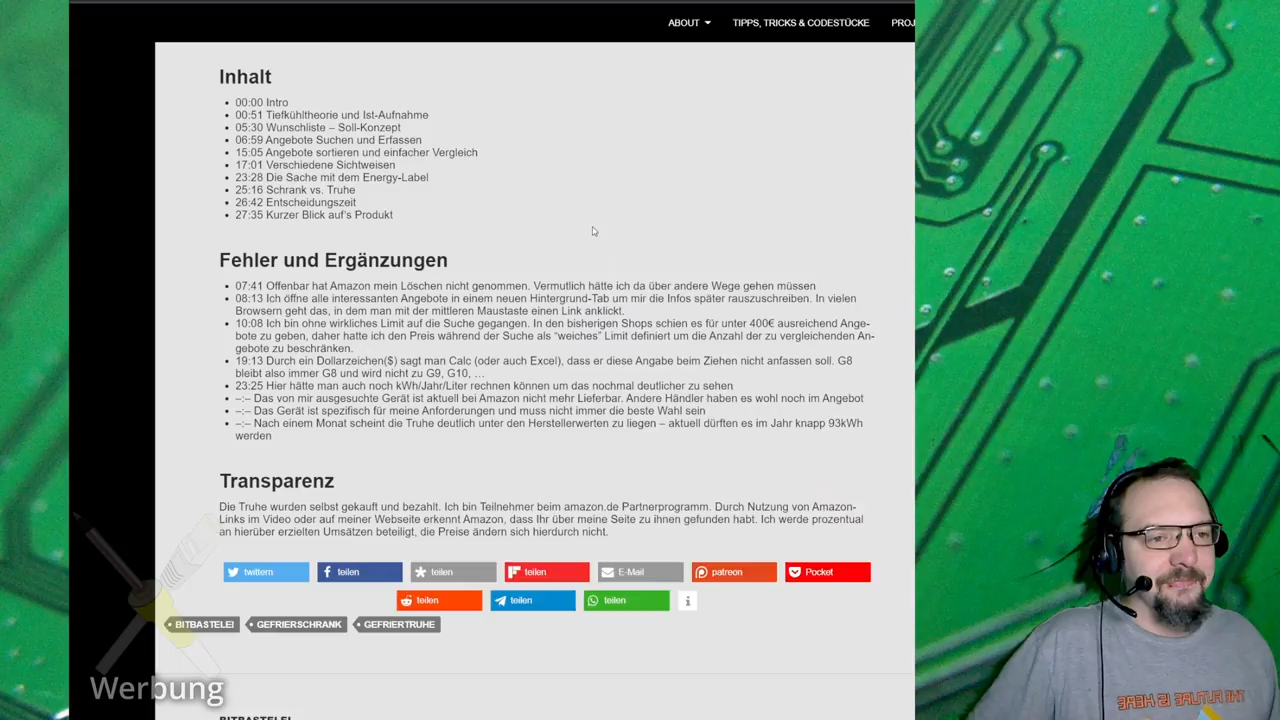 ABOUT
TIPPS, TRICKS & CODESTÜCKE
PROJ
Inhalt
00:00 Intro
00:51 Tiefkühltheorie und Ist-Aufnahme
05:30 Wunschliste – Soll-Konzept
06:59 Angebote Suchen und Erfassen
15:05 Angebote sortieren und einfacher Vergleich
17:01 Verschiedene Sichtweisen
23:28 Die Sache mit dem Energy-Label
25:16 Schrank vs. Truhe
26:42 Entscheidungszeit
27:35 Kurzer Blick auf's Produkt
Fehler und Ergänzungen
07:41 Offenbar hat Amazon mein Löschen nicht genommen. Vermutlich hätte ich da über andere Wege gehen müssen
08:13 Ich öffne alle interessanten Angebote in einem neuen Hintergrund-Tab um mir die Infos später rauszuschreiben. In vielen
Browsern geht das, in dem man mit der mittleren Maustaste einen Link anklickt.
10:08 Ich bin ohne wirkliches Limit auf die Suche gegangen. In den bisherigen Shops schien es für unter 400€ ausreichend Ange-
bote zu geben, daher hatte ich den Preis während der Suche als "weiches" Limit definiert um die Anzahl der zu vergleichenden An-
gebote zu beschränken.
19:13 Durch ein Dollarzeichen($) sagt man Calc (oder auch Excel), dass er diese Angabe beim Ziehen nicht anfassen soll. G8
bleibt also immer G8 und wird nicht zu G9, G10, …
23:25 Hier hätte man auch noch kWh/Jahr/Liter rechnen können um das nochmal deutlicher zu sehen
–:– Das von mir ausgesuchte Gerät ist aktuell bei Amazon nicht mehr Lieferbar. Andere Händler haben es wohl noch im Angebot
–:– Das Gerät ist spezifisch für meine Anforderungen und muss nicht immer die beste Wahl sein
–:– Nach einem Monat scheint die Truhe deutlich unter den Herstellerwerten zu liegen – aktuell dürften es im Jahr knapp 93kWh
werden
Transparenz
Die Truhe wurden selbst gekauft und bezahlt. Ich bin Teilnehmer beim amazon.de Partnerprogramm. Durch Nutzung von Amazon-
Links im Video oder auf meiner Webseite erkennt Amazon, dass Ihr über meine Seite zu ihnen gefunden habt. Ich werde prozentual
an hierüber erzielten Umsätzen beteiligt, die Preise ändern sich hierdurch nicht.
twittern
teilen
teilen
teilen
E-Mail
patreon
Pocket
teilen
teilen
teilen
BITBASTELEI
GEFRIERSCHRANK
GEFRIERTRUHE
Werbung
BITBASTELEI
THE FUTURE IS HERE